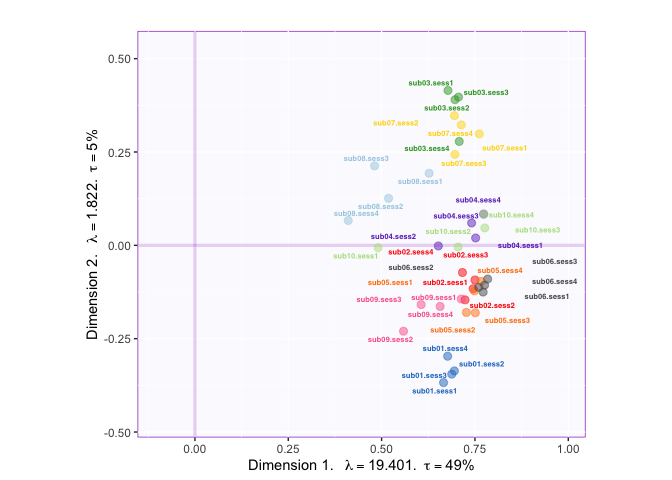 0.50
0.25
0.00
-0.25
-0.50
Dimension 2. λ = 1.822. τ = 5%
sub03.sess1
sub03.sess3
sub03.sess2
sub07.sess2
sub07.sess4
sub03.sess4
sub07.sess1
sub08.sess3
sub07.sess3
sub08.sess1
sub04.sess4
sub08.sess2
sub08.sess4
sub04.sess3
sub10.sess4
sub10.sess2
sub10.sess3
sub04.sess2
sub04.sess1
sub02.sess4
sub02.sess3
sub10.sess1
sub06.sess3
sub06.sess2
sub05.sess4
sub05.sess1
sub02.sess1
sub06.sess4
sub09.sess3
sub09.sess1
sub06.sess1
sub02.sess2
sub09.sess4
sub05.sess3
sub05.sess2
sub09.sess2
sub01.sess4
sub01.sess2
sub01.sess3
sub01.sess1
0.00
0.25
0.50
0.75
1.00
Dimension 1. λ = 19.401. τ = 49%